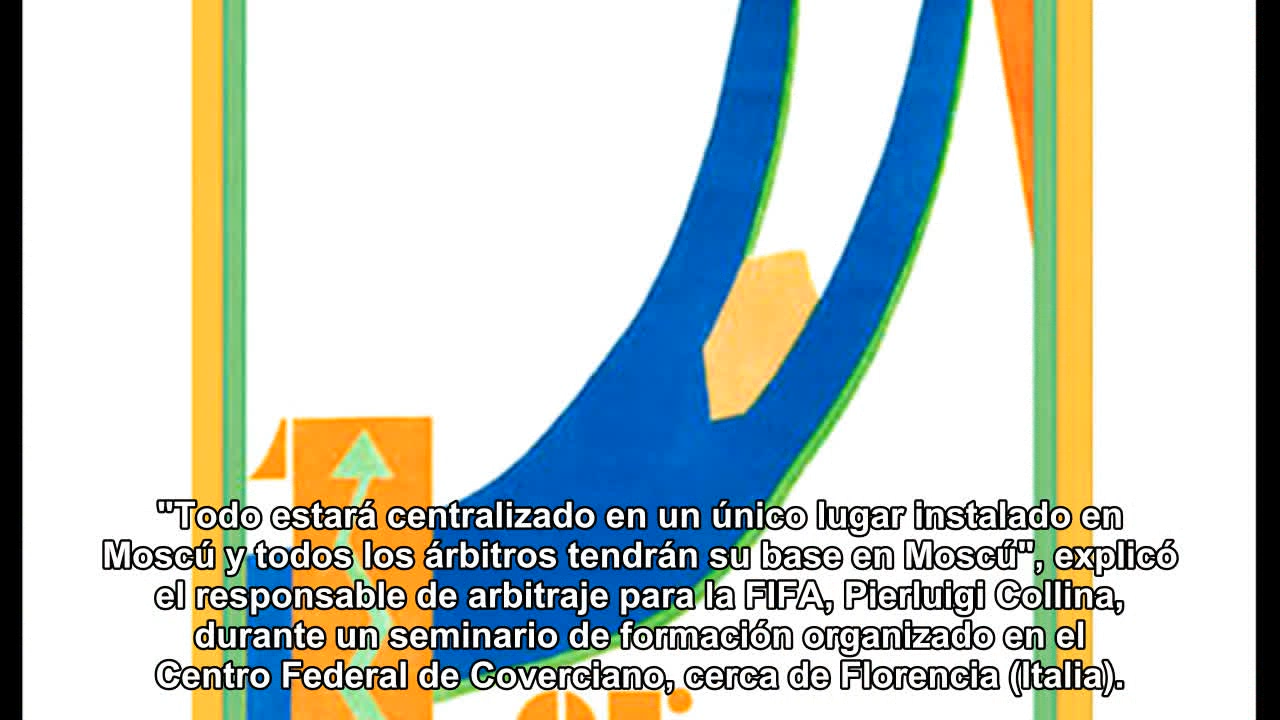 "Todo estará centralizado en un único lugar instalado en
Moscú y todos los árbitros tendrán su base en Moscú", explicó
el responsable de arbitraje para la FIFA, Pierluigi Collina,
durante un seminario de formación organizado en el
Centro Federal de Coverciano, cerca de Florencia (Italia).